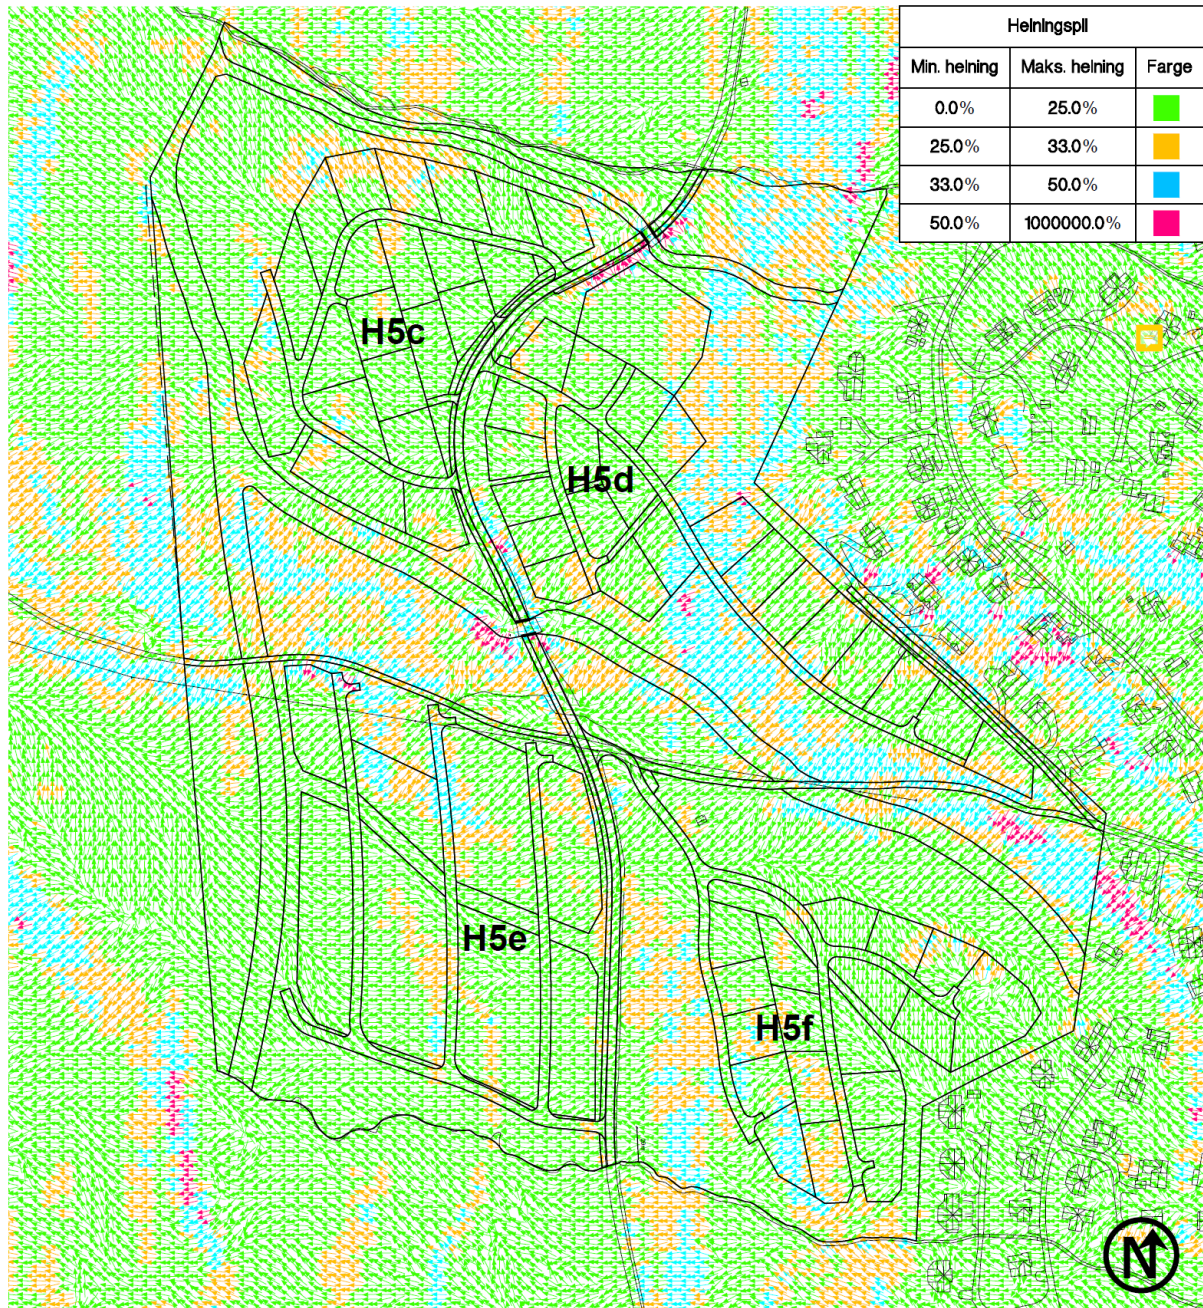 Helningspil
Min. helning Maks. helning Farge
0.0% 25.0%
25.0% 33.0%
33.0% 50.0%
50.0% 1000000.0%
H5c
H5d
H5e
H5f
N